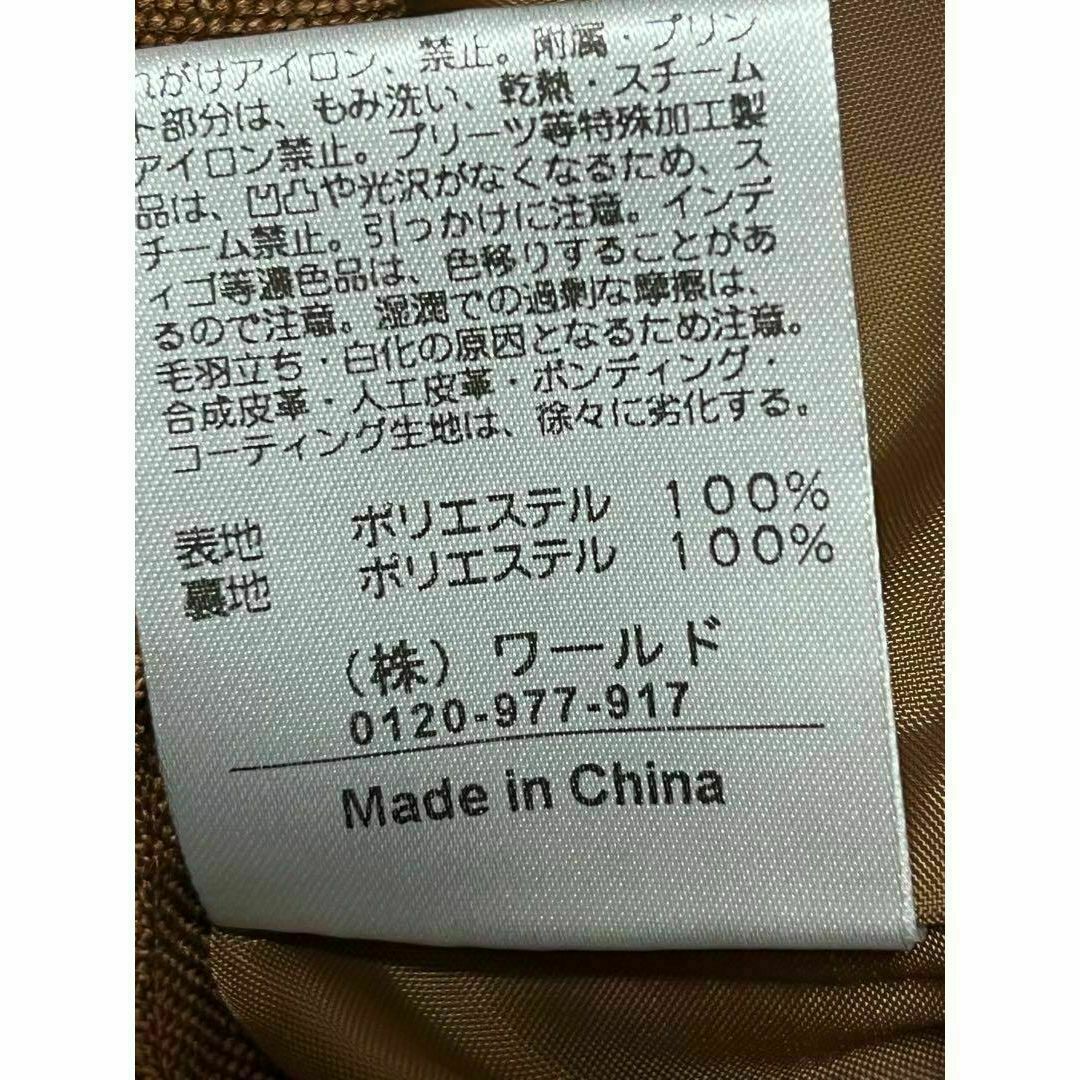 れがけアイロン、禁止。附属・プリン
ト部分は、もみ洗い、乾熱・スチーム
アイロン禁止。プリーツ等特殊加工製
品は、凹凸や光沢がなくなるため、ス
チーム禁止。引っかけに注意。インデ
ィゴ等濃色品は、色移りすることがあ
るので注意。湿潤での過剰な摩擦は、
毛羽立ち・白化の原因となるため注意。
合成皮革・人工皮革・ボンディング・
コーティング生地は、徐々に劣化する。
表地 ポリエステル 100%
裏地 ポリエステル 100%
(株) ワールド
0120-977-917
Made in China